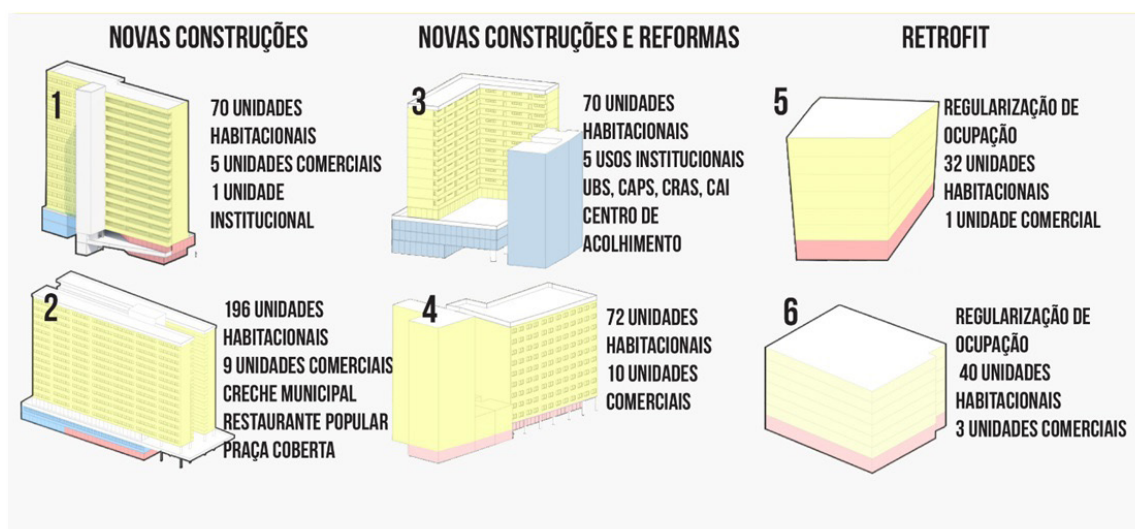 NOVAS CONSTRUÇÕES
1
70 UNIDADES
HABITACIONAIS
5 UNIDADES COMERCIAIS
1 UNIDADE
INSTITUCIONAL
2
196 UNIDADES
HABITACIONAIS
9 UNIDADES COMERCIAIS
CRECHE MUNICIPAL
RESTAURANTE POPULAR
PRAÇA COBERTA
NOVAS CONSTRUÇÕES E REFORMAS
3
70 UNIDADES
HABITACIONAIS
5 USOS INSTITUCIONAIS
UBS, CAPS, CRAS, CAI
CENTRO DE
ACOLHIMENTO
4
72 UNIDADES
HABITACIONAIS
10 UNIDADES
COMERCIAIS
RETROFIT
5
REGULARIZAÇÃO DE
OCUPAÇÃO
32 UNIDADES
HABITACIONAIS
1 UNIDADE COMERCIAL
6
REGULARIZAÇÃO DE
OCUPAÇÃO
40 UNIDADES
HABITACIONAIS
3 UNIDADES COMERCIAIS